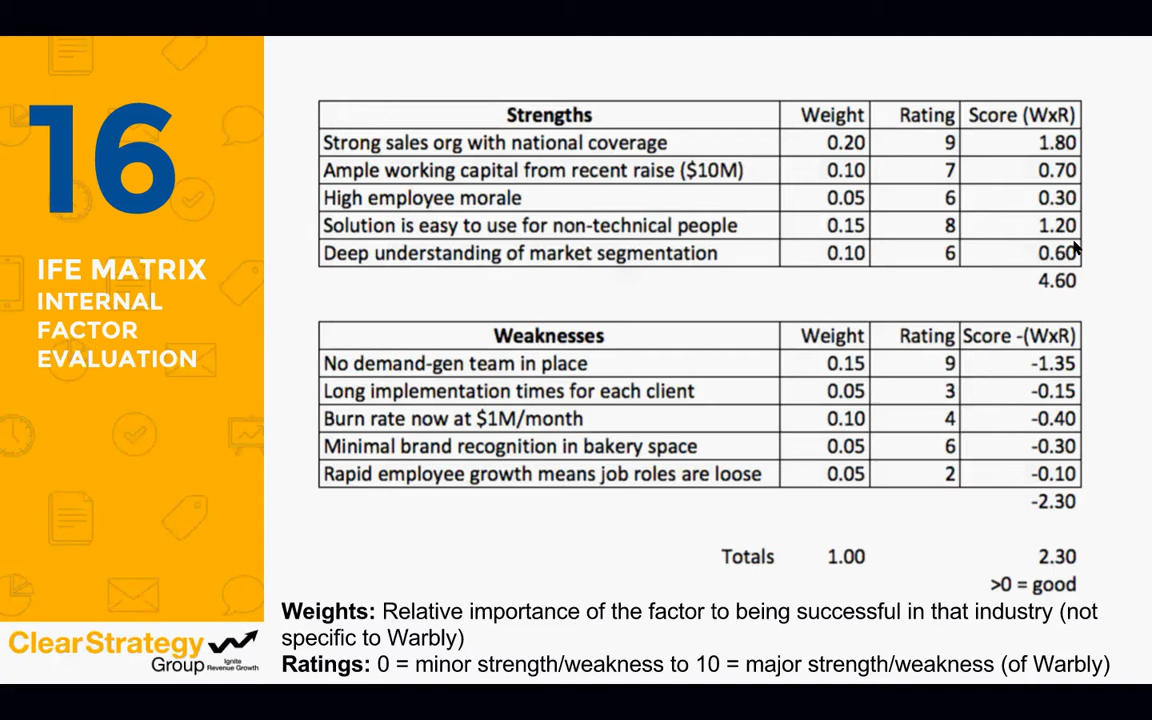 16
IFE MATRIX
INTERNAL
FACTOR
EVALUATION
Strengths Weight Rating Score (WxR)
Strong sales org with national coverage 0.20 9 1.80
Ample working capital from recent raise ($10M) 0.10 7 0.70
High employee morale 0.05 6 0.30
Solution is easy to use for non-technical people 0.15 8 1.20
Deep understanding of market segmentation 0.10 6 0.60
4.60
Weaknesses Weight Rating Score -(WxR)
No demand-gen team in place 0.15 9 -1.35
Long implementation times for each client 0.05 3 -0.15
Burn rate now at $1M/month 0.10 4 -0.40
Minimal brand recognition in bakery space 0.05 6 -0.30
Rapid employee growth means job roles are loose 0.05 2 -0.10
-2.30
Totals 1.00 2.30
>0 = good
Weights: Relative importance of the factor to being successful in that industry (not
specific to Warbly)
Ratings: 0 = minor strength/weakness to 10 = major strength/weakness (of Warbly)
ClearStrategy
Group Ignite
Revenue Growth